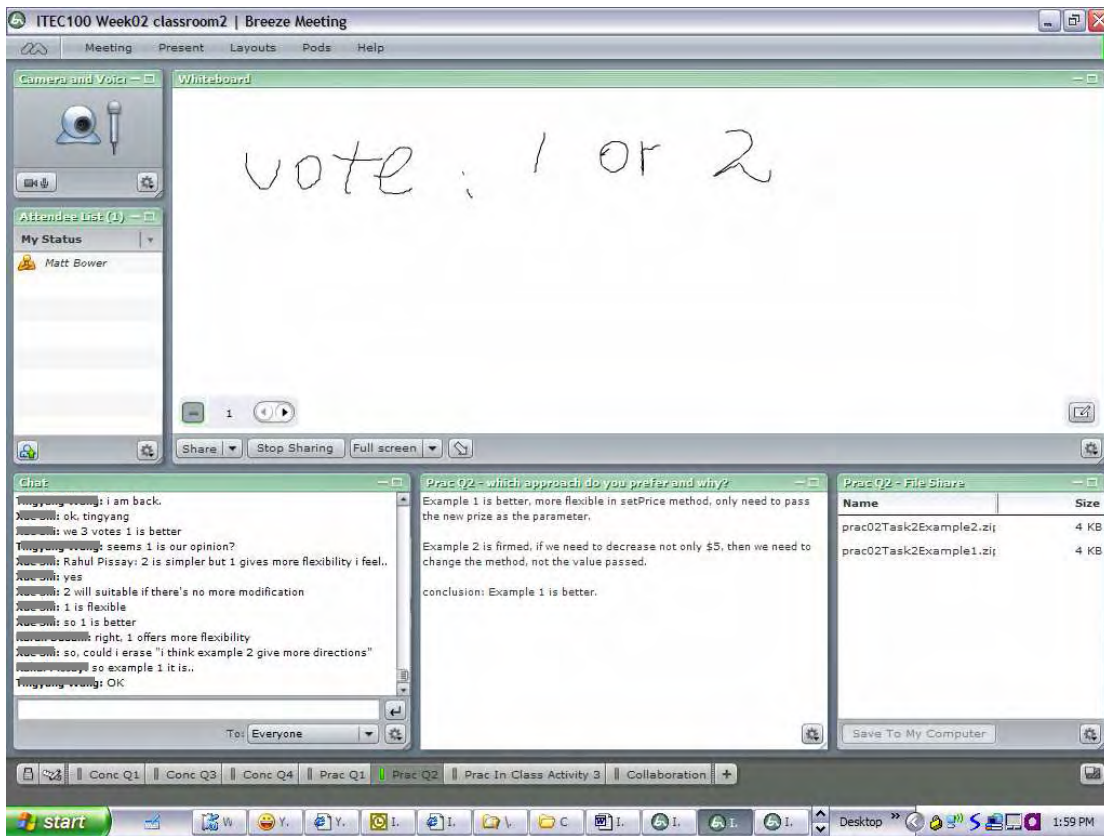 ITEC100 Week02 classroom2 | Breeze Meeting
Meeting Present Layouts Pods Help
Camera and Voice
Whiteboard
vote : 1 or 2
Attendee List (1)
My Status
Matt Bower
1
Share Stop Sharing Full screen
Chat
i am back.
ok, tingyang
we 3 votes 1 is better
seems 1 is our opinion?
Rahul Pissay: 2 is simpler but 1 gives more flexibility i feel..
yes
2 will suitable if there's no more modification
1 is flexible
so 1 is better
right, 1 offers more flexibility
so, could i erase "i think example 2 give more directions"
so example 1 it is..
OK
To: Everyone
Prac Q2 - which approach do you prefer and why?
Example 1 is better, more flexible in setPrice method, only need to pass
the new prize as the parameter.
Example 2 is firmed, if we need to decrease not only $5, then we need to
change the method, not the value passed.
conclusion: Example 1 is better.
Prac Q2 - File Share
Name Size
prac02Task2Example2.zip 4 KB
prac02Task2Example1.zip 4 KB
Save To My Computer
Conc Q1 Conc Q3 Conc Q4 Prac Q1 Prac Q2 Prac In Class Activity 3 Collaboration +
start W Y. Y. I. I. \. C I. I. I. I. Desktop » 1:59 PM